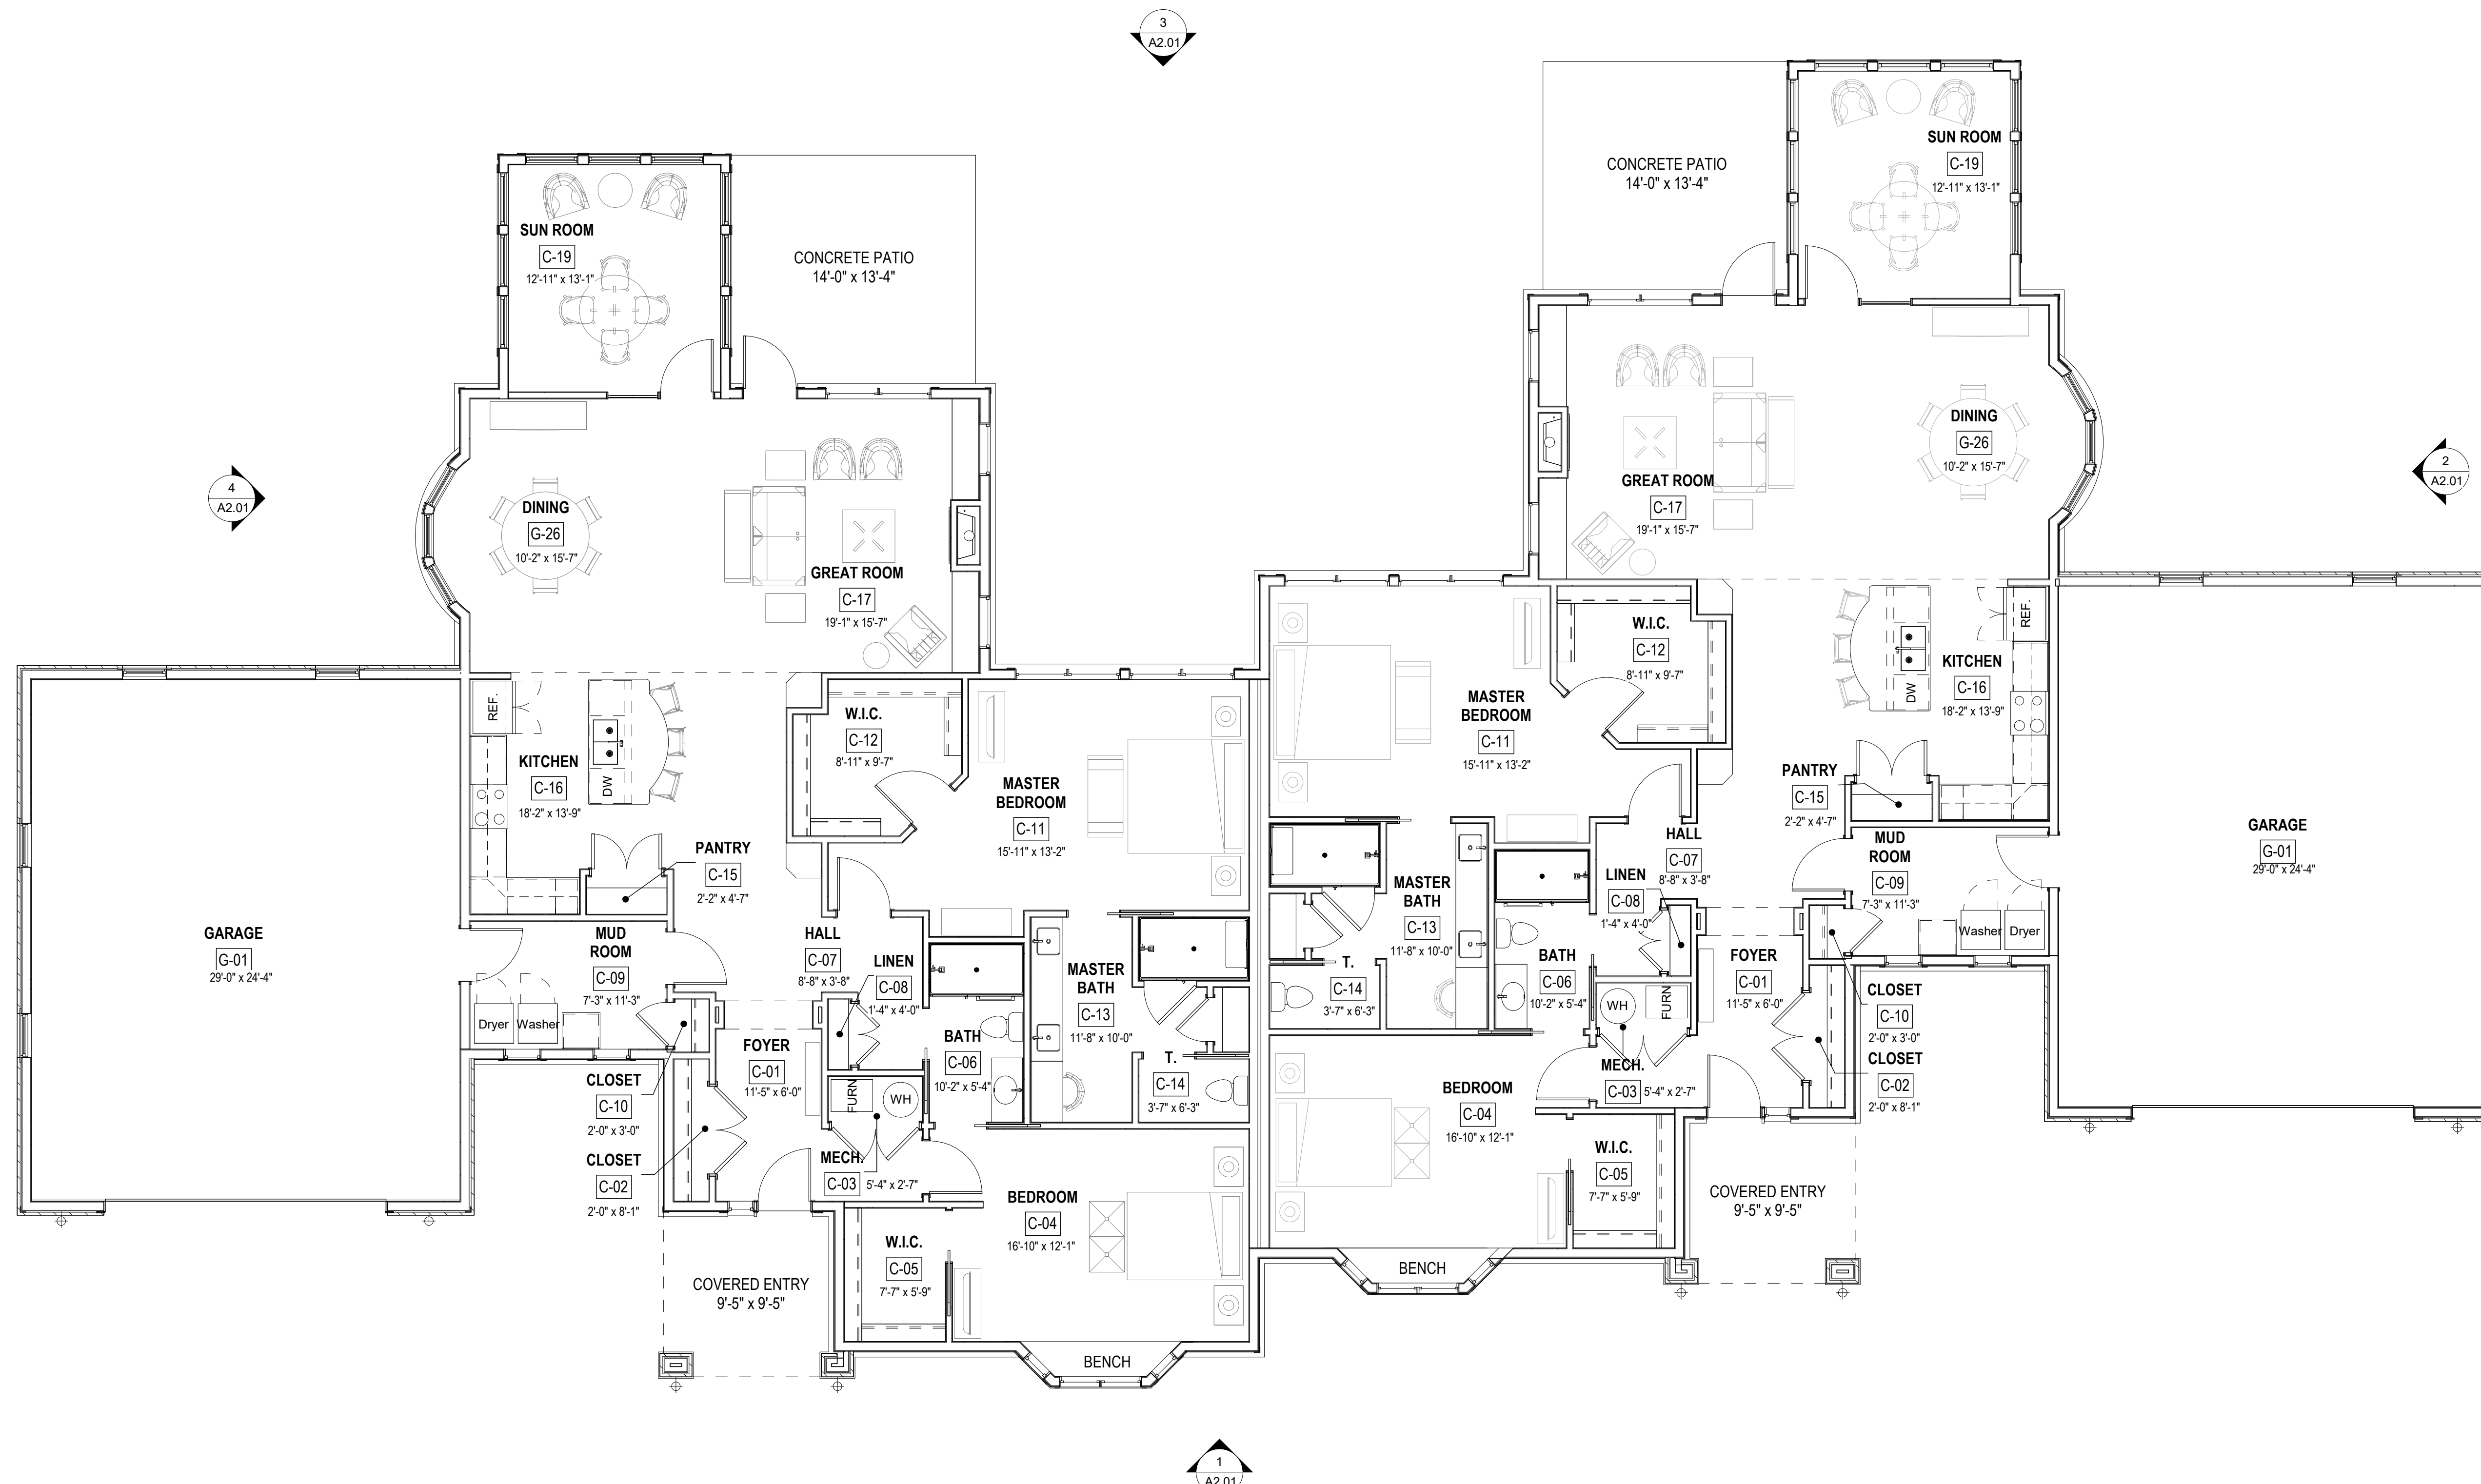 3
A2.01
CONCRETE PATIO
14'-0" x 13'-4"
SUN ROOM
C-19
12'-11" x 13'-1"
SUN ROOM
C-19
12'-11" x 13'-1"
CONCRETE PATIO
14'-0" x 13'-4"
4
A2.01
DINING
G-26
10'-2" x 15'-7"
GREAT ROOM
C-17
19'-1" x 15'-7"
GREAT ROOM
C-17
19'-1" x 15'-7"
DINING
G-26
10'-2" x 15'-7"
2
A2.01
REF.
KITCHEN
C-16
18'-2" x 13'-9"
DW
W.I.C.
C-12
8'-11" x 9'-7"
MASTER
BEDROOM
C-11
15'-11" x 13'-2"
MASTER
BEDROOM
C-11
15'-11" x 13'-2"
W.I.C.
C-12
8'-11" x 9'-7"
REF.
KITCHEN
C-16
18'-2" x 13'-9"
DW
PANTRY
C-15
2'-2" x 4'-7"
PANTRY
C-15
2'-2" x 4'-7"
GARAGE
G-01
29'-0" x 24'-4"
MUD
ROOM
C-09
7'-3" x 11'-3"
Dryer
Washer
HALL
C-07
8'-8" x 3'-8"
LINEN
C-08
1'-4" x 4'-0"
BATH
C-06
10'-2" x 5'-4"
MASTER
BATH
C-13
11'-8" x 10'-0"
T.
C-14
3'-7" x 6'-3"
FOYER
C-01
11'-5" x 6'-0"
FURN
WH
MECH.
C-03 5'-4" x 2'-7"
CLOSET
C-10
2'-0" x 3'-0"
CLOSET
C-02
2'-0" x 8'-1"
BEDROOM
C-04
16'-10" x 12'-1"
W.I.C.
C-05
7'-7" x 5'-9"
COVERED ENTRY
9'-5" x 9'-5"
BENCH
MASTER
BATH
C-13
11'-8" x 10'-0"
T.
C-14
3'-7" x 6'-3"
BATH
C-06
10'-2" x 5'-4"
HALL
C-07
8'-8" x 3'-8"
LINEN
C-08
1'-4" x 4'-0"
MUD
ROOM
C-09
7'-3" x 11'-3"
Washer
Dryer
GARAGE
G-01
29'-0" x 24'-4"
FOYER
C-01
11'-5" x 6'-0"
WH
FURN
MECH.
C-03 5'-4" x 2'-7"
CLOSET
C-10
2'-0" x 3'-0"
CLOSET
C-02
2'-0" x 8'-1"
BEDROOM
C-04
16'-10" x 12'-1"
W.I.C.
C-05
7'-7" x 5'-9"
COVERED ENTRY
9'-5" x 9'-5"
BENCH
1
A2.01